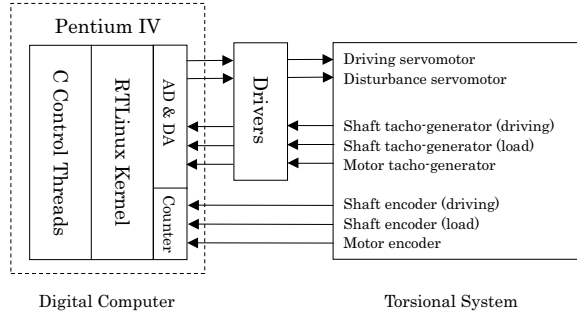 Pentium IV
C Control Threads
RTLinux Kernel
AD & DA
Counter
Drivers
Driving servomotor
Disturbance servomotor
Shaft tacho-generator (driving)
Shaft tacho-generator (load)
Motor tacho-generator
Shaft encoder (driving)
Shaft encoder (load)
Motor encoder
Digital Computer
Torsional System